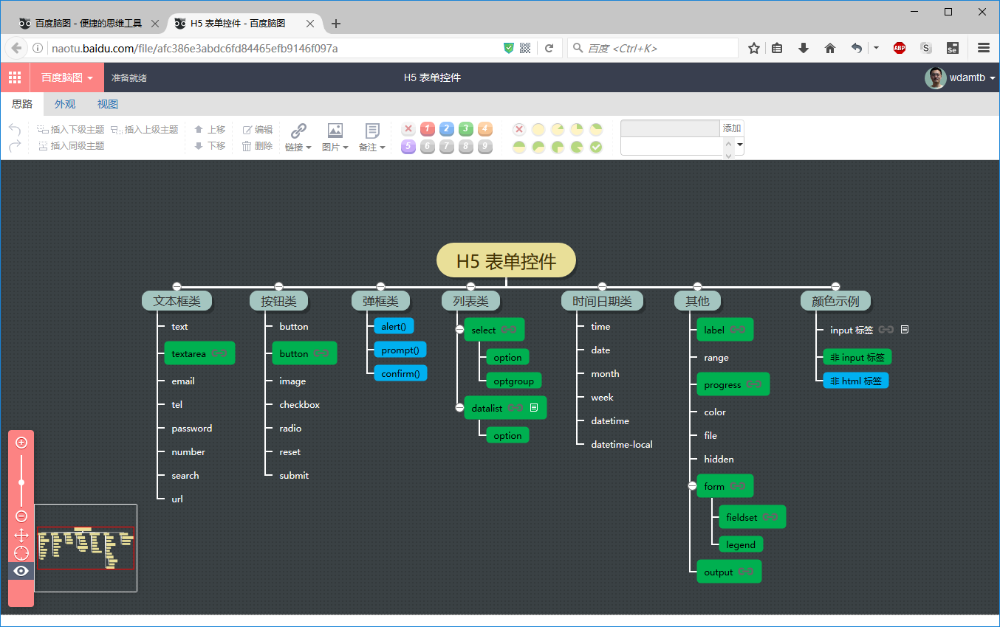 百度脑图 - 便捷的思维工具
H5 表单控件 - 百度脑图
naotu.baidu.com/file/afc386e3abdc6fd84465efb9146f097a
百度 <Ctrl+K>
ABP
S
Se
百度脑图
准备就绪
H5 表单控件
wdamtb
思路
外观
视图
插入下级主题
插入上级主题
插入同级主题
上移
下移
编辑
删除
链接
图片
备注
1 2 3 4
5 6 7 8 9
添加
H5 表单控件
文本框类
text
textarea
email
tel
password
number
search
url
按钮类
button
button
image
checkbox
radio
reset
submit
弹框类
alert()
prompt()
confirm()
列表类
select
option
optgroup
datalist
option
时间日期类
time
date
month
week
datetime
datetime-local
其他
label
range
progress
color
file
hidden
form
fieldset
legend
output
颜色示例
input 标签
非 input 标签
非 html 标签